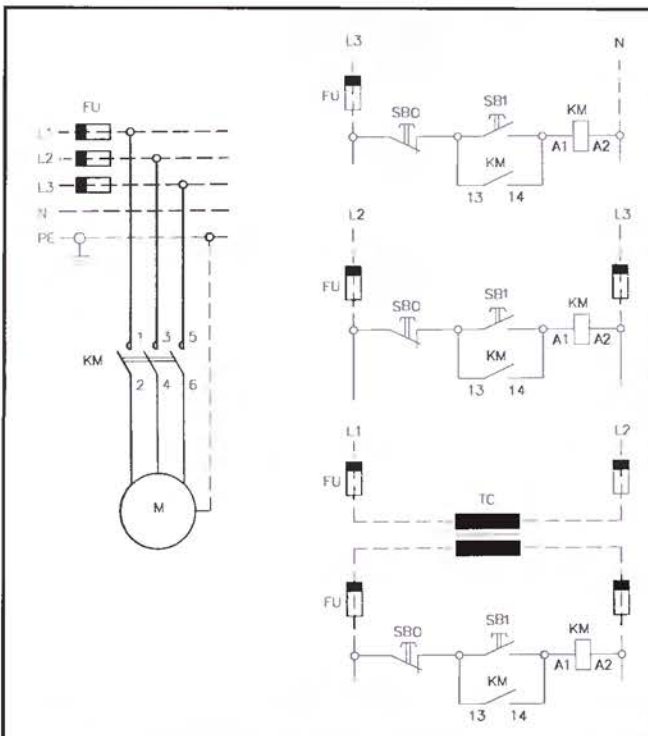 FU
L1
L2
L3
N
PE
1 3 5
KM
2 4 6
M
L3 N
FU
SB0 SB1 KM
A1 A2
KM
13 14
L2 L3
FU
SB0 SB1 KM
A1 A2
KM
13 14
L1 L2
FU
TC
FU
SB0 SB1 KM
A1 A2
KM
13 14